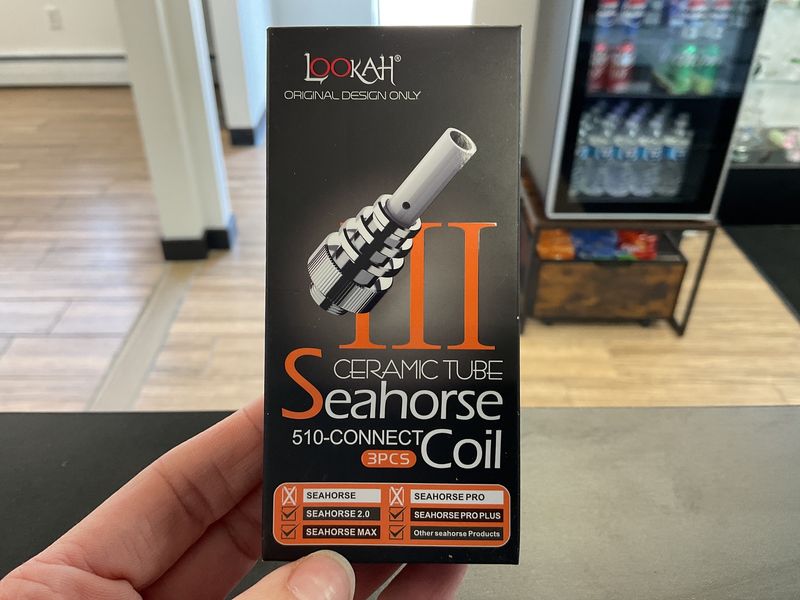 LOOKAH®
ORIGINAL DESIGN ONLY
III
CERAMIC TUBE
Seahorse
510-CONNECT Coil
3PCS
SEAHORSE SEAHORSE PRO
SEAHORSE 2.0 SEAHORSE PRO PLUS
SEAHORSE MAX Other seahorse Products